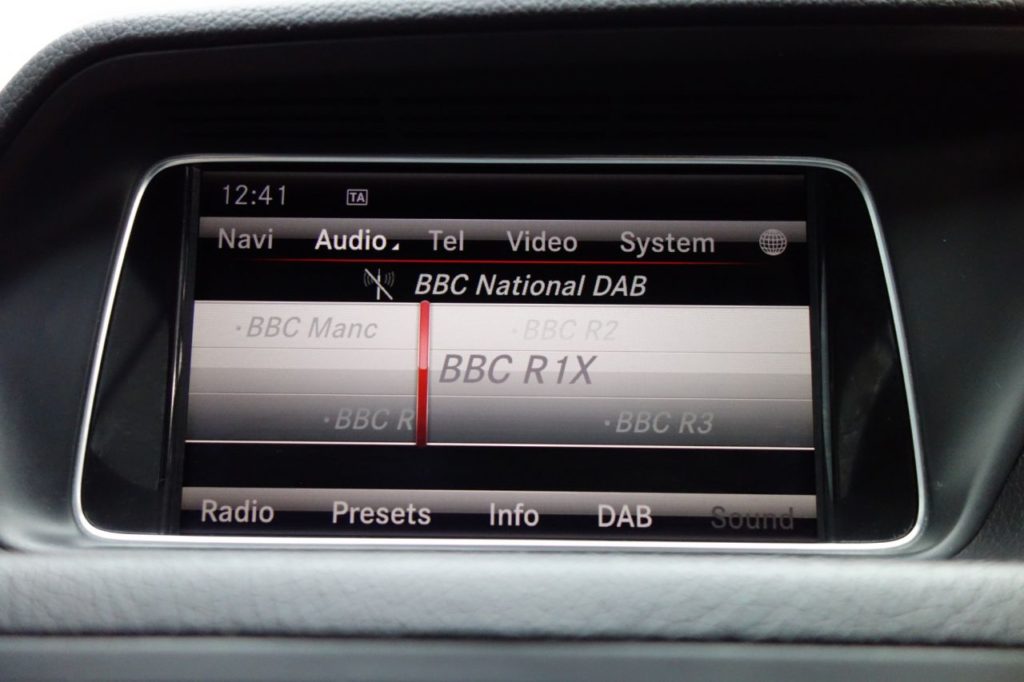 12:41 TA
Navi Audio Tel Video System
BBC National DAB
·BBC Manc ·BBC R2
BBC R1X
·BBC R ·BBC R3
Radio Presets Info DAB Sound